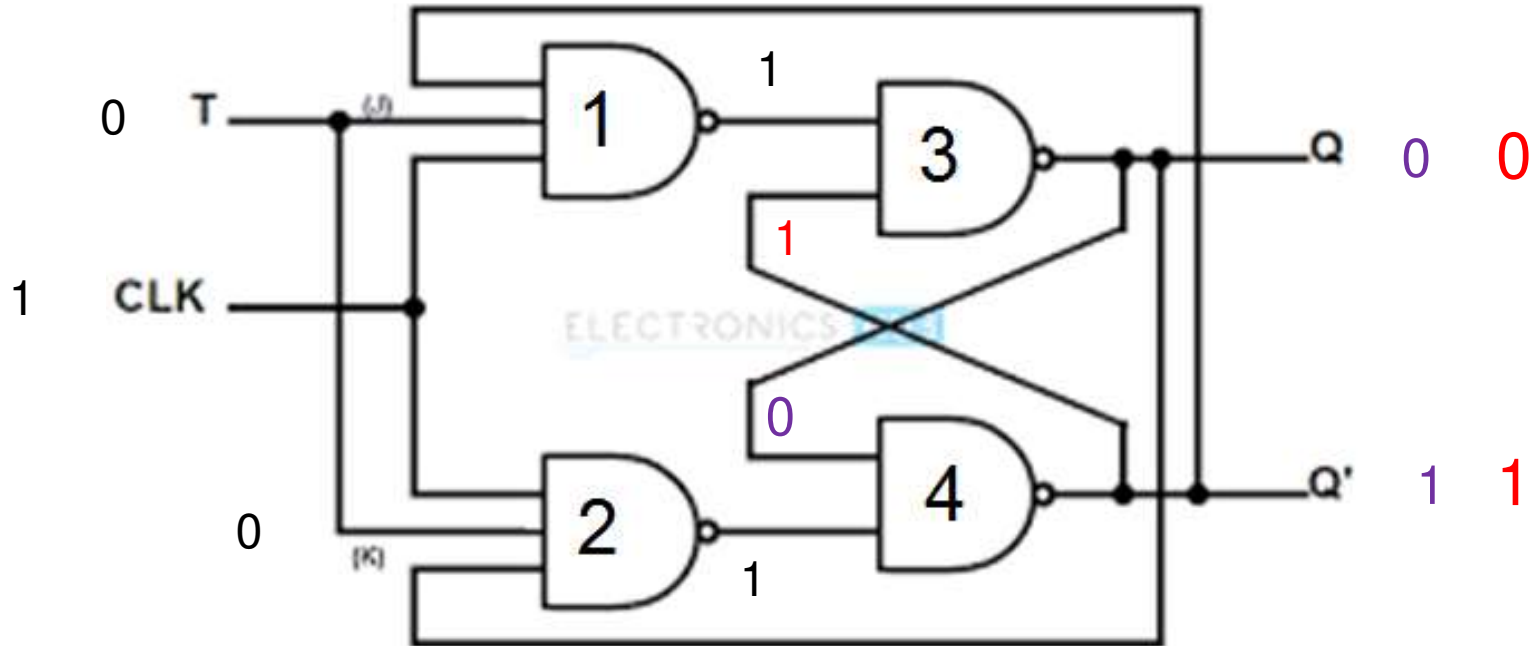 1
0 T (J) 1 3 Q 0 0
1
1 CLK
ELECTRONICS
0
0 2 4 Q' 1 1
(K)
1